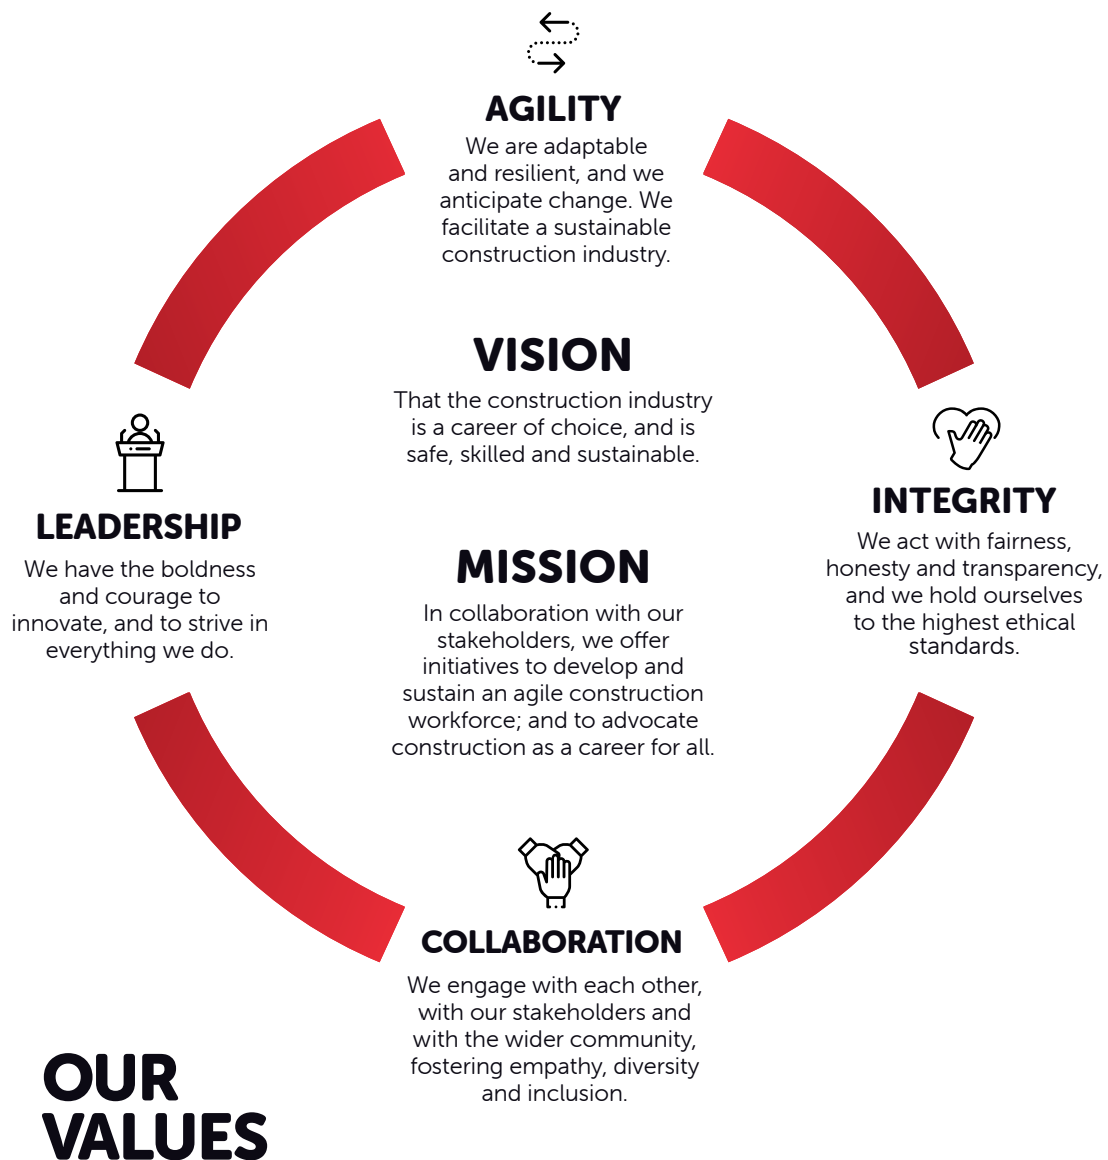 AGILITY
We are adaptable
and resilient, and we
anticipate change. We
facilitate a sustainable
construction industry.
VISION
That the construction industry
is a career of choice, and is
safe, skilled and sustainable.
LEADERSHIP
We have the boldness
and courage to
innovate, and to strive in
everything we do.
MISSION
In collaboration with our
stakeholders, we offer
initiatives to develop and
sustain an agile construction
workforce; and to advocate
construction as a career for all.
INTEGRITY
We act with fairness,
honesty and transparency,
and we hold ourselves
to the highest ethical
standards.
COLLABORATION
We engage with each other,
with our stakeholders and
with the wider community,
fostering empathy, diversity
and inclusion.
OUR
VALUES